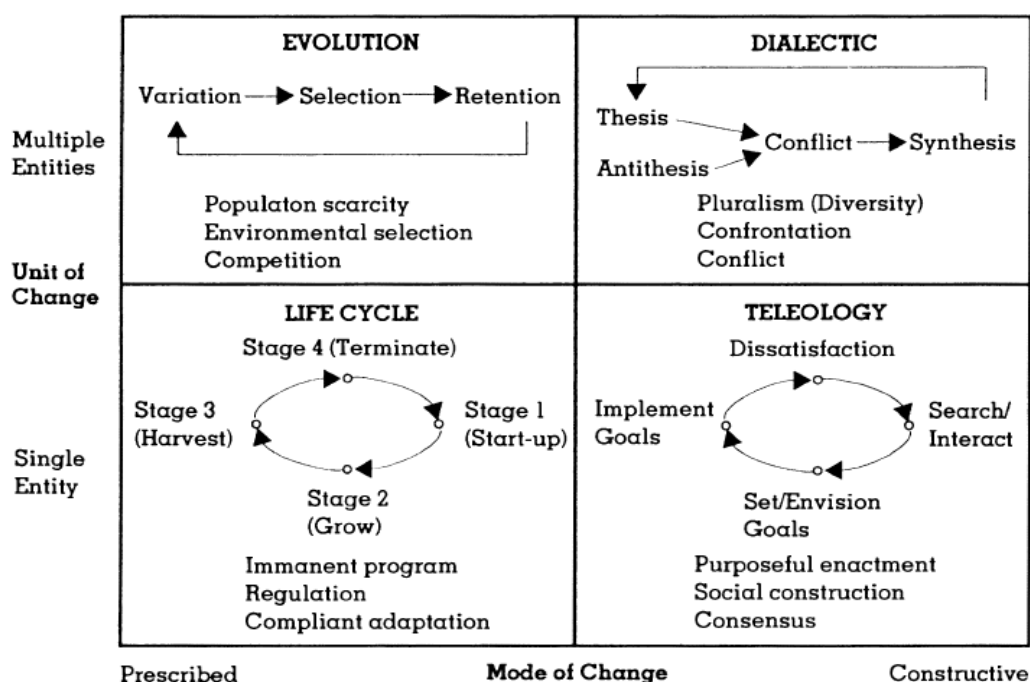 EVOLUTION
Variation Selection Retention
Populaton scarcity
Environmental selection
Competition
DIALECTIC
Thesis
Antithesis
Conflict Synthesis
Pluralism (Diversity)
Confrontation
Conflict
Multiple
Entities
Unit of
Change
Single
Entity
LIFE CYCLE
Stage 4 (Terminate)
Stage 3
(Harvest)
Stage 1
(Start-up)
Stage 2
(Grow)
Immanent program
Regulation
Compliant adaptation
TELEOLOGY
Dissatisfaction
Implement
Goals
Search/
Interact
Set/Envision
Goals
Purposeful enactment
Social construction
Consensus
Prescribed Mode of Change Constructive